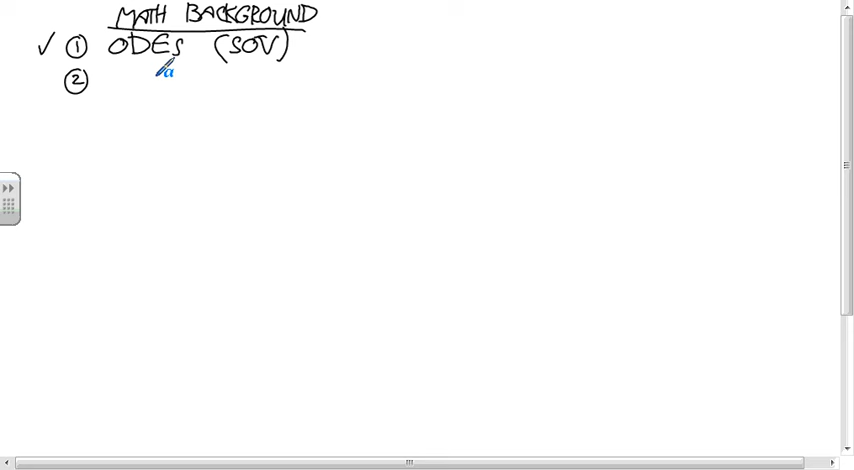 MATH BACKGROUND
✓ ① ODEs (SOV)
②